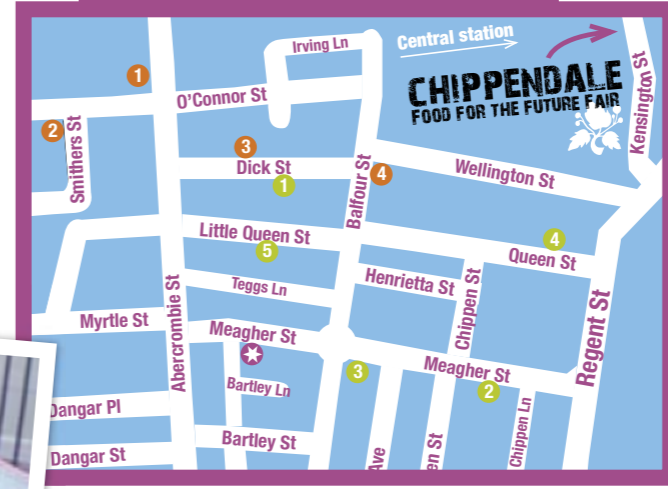 Central station
Irving Ln
CHIPPENDALE
FOOD FOR THE FUTURE FAIR
Kensington St
1
O'Connor St
2
Smithers St
3
Dick St
1
Balfour St
4
Wellington St
Little Queen St
5
4
Queen St
Teggs Ln
Henrietta St
Chippen St
Regent St
Abercrombie St
Myrtle St
Meagher St
3
Meagher St
2
Bartley Ln
Chippen Ln
Dangar Pl
Bartley St
Dangar St
Ave
en St